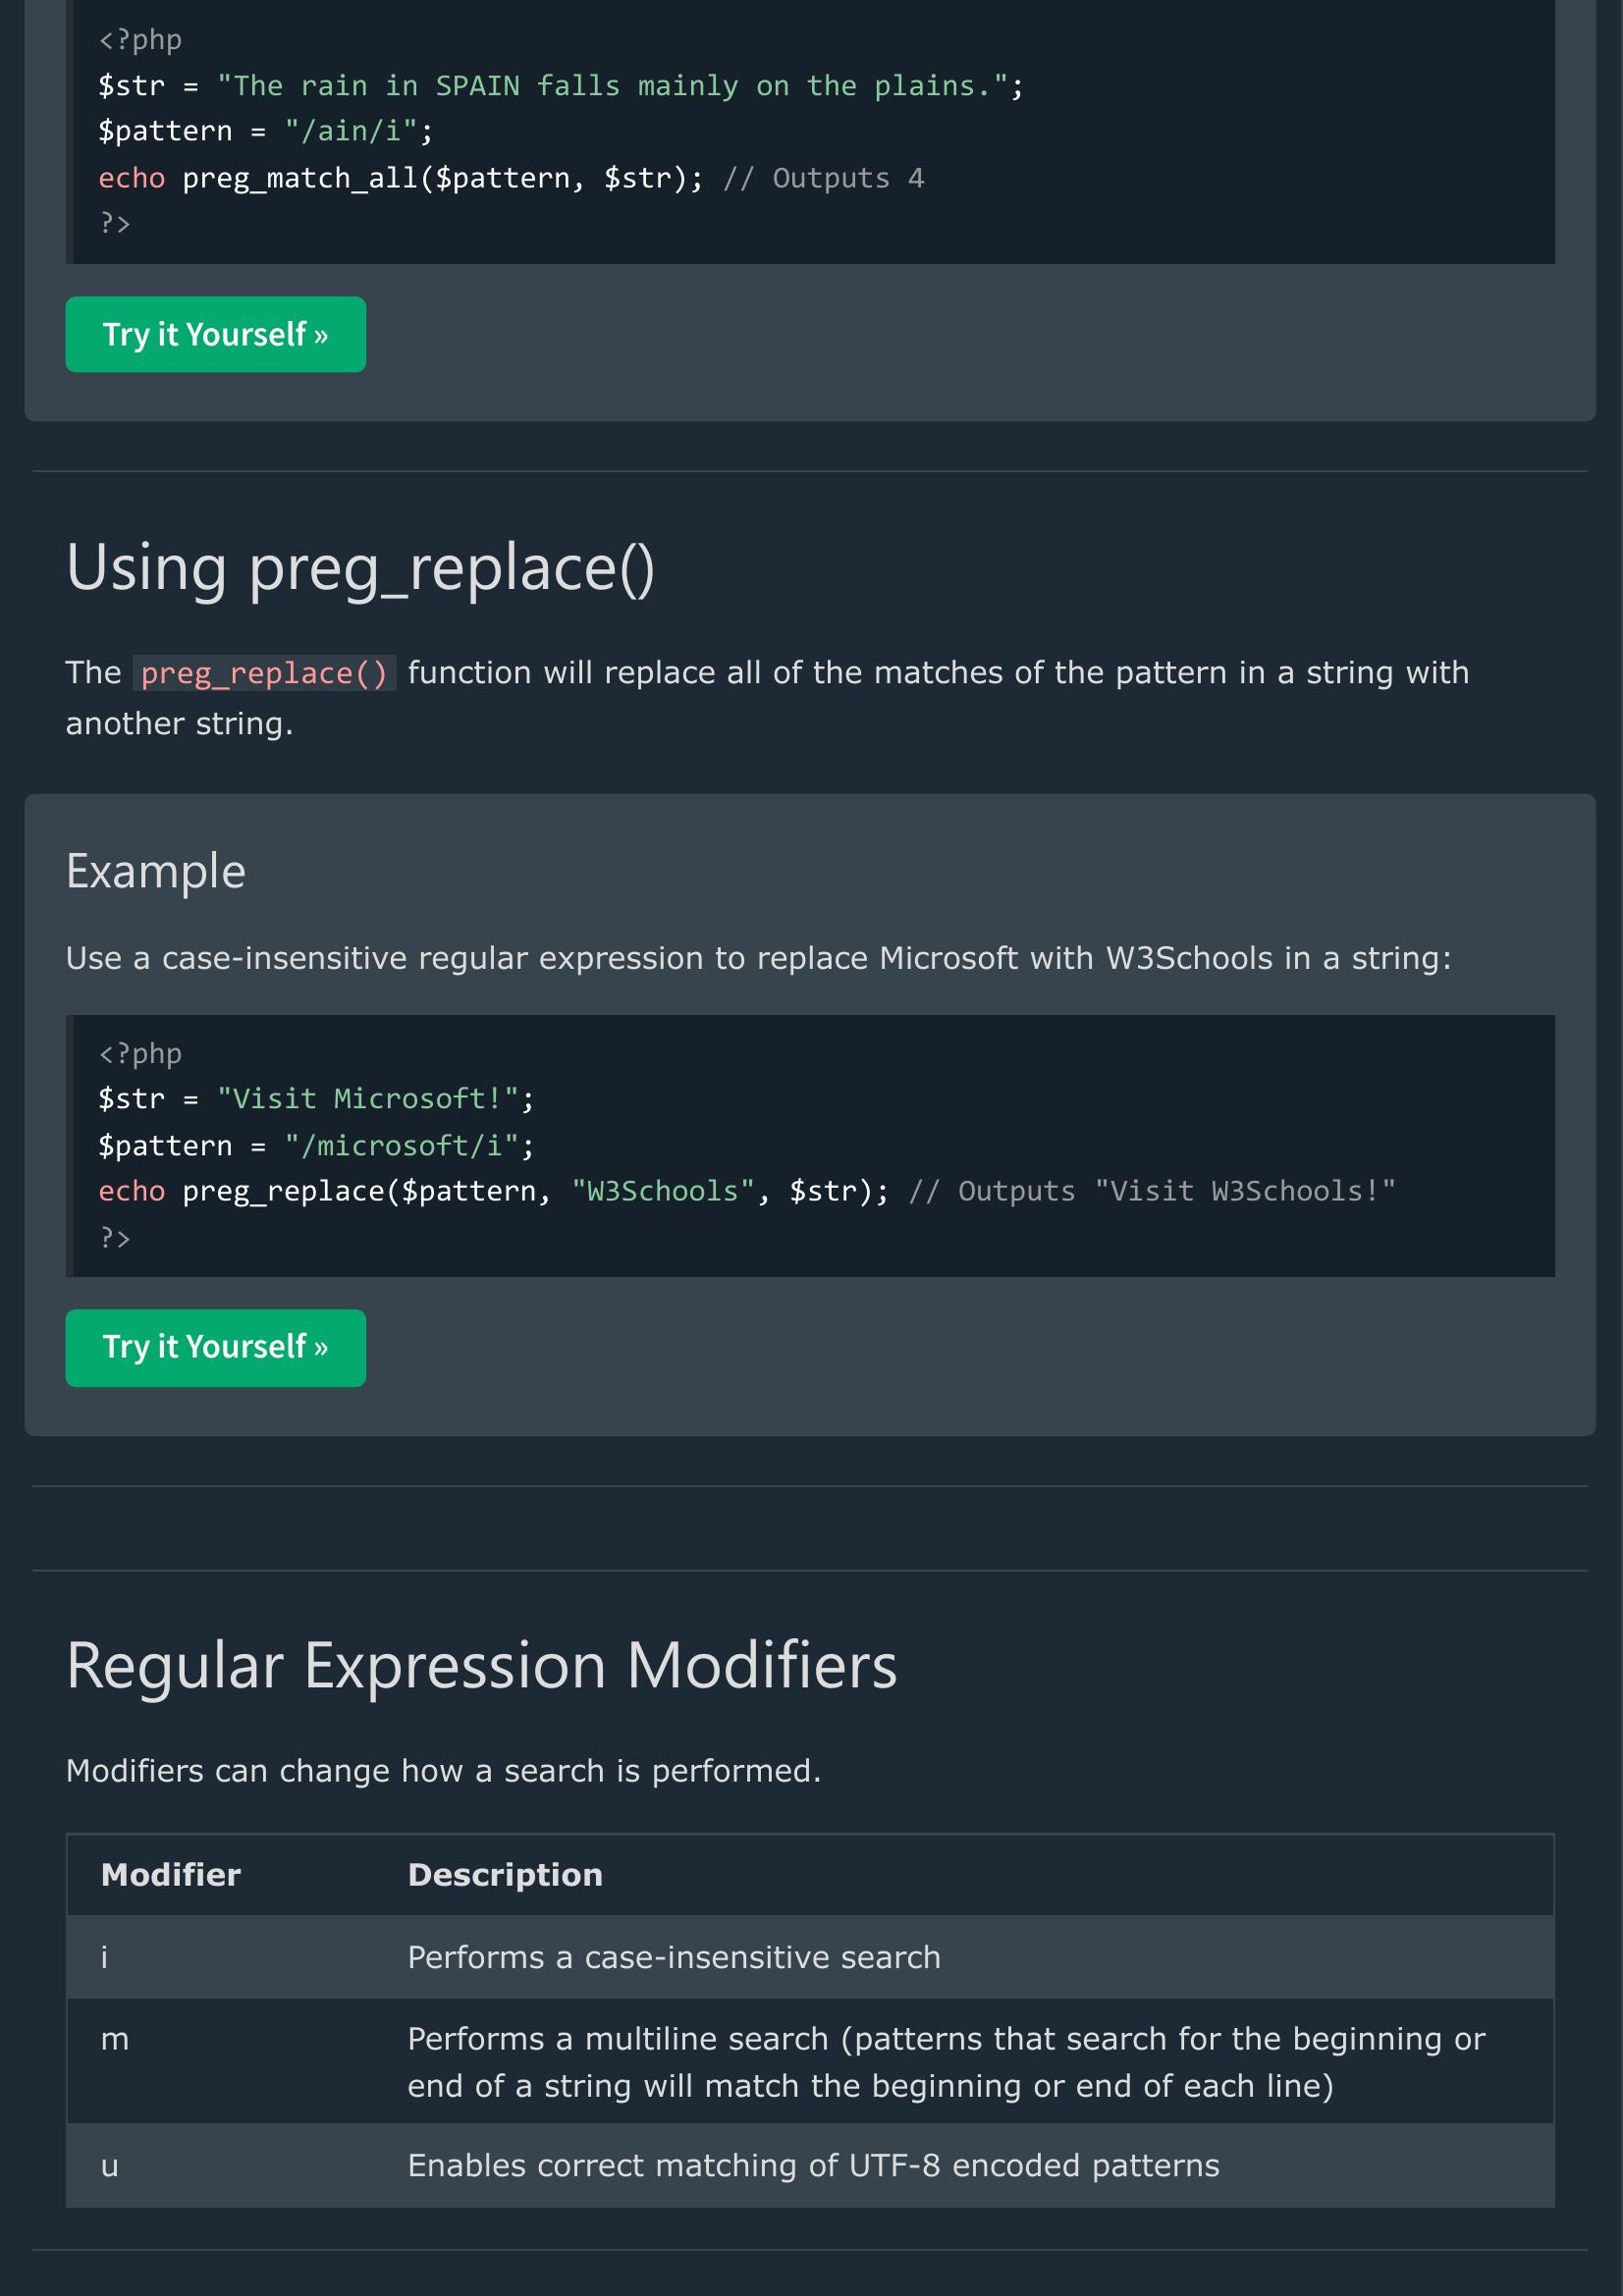 <?php
$str = "The rain in SPAIN falls mainly on the plains.";
$pattern = "/ain/i";
echo preg_match_all($pattern, $str); // Outputs 4
?>
Try it Yourself »
Using preg_replace()
The preg_replace() function will replace all of the matches of the pattern in a string with
another string.
Example
Use a case-insensitive regular expression to replace Microsoft with W3Schools in a string:
<?php
$str = "Visit Microsoft!";
$pattern = "/microsoft/i";
echo preg_replace($pattern, "W3Schools", $str); // Outputs "Visit W3Schools!"
?>
Try it Yourself »
Regular Expression Modifiers
Modifiers can change how a search is performed.
Modifier Description
i Performs a case-insensitive search
m Performs a multiline search (patterns that search for the beginning or
end of a string will match the beginning or end of each line)
u Enables correct matching of UTF-8 encoded patterns